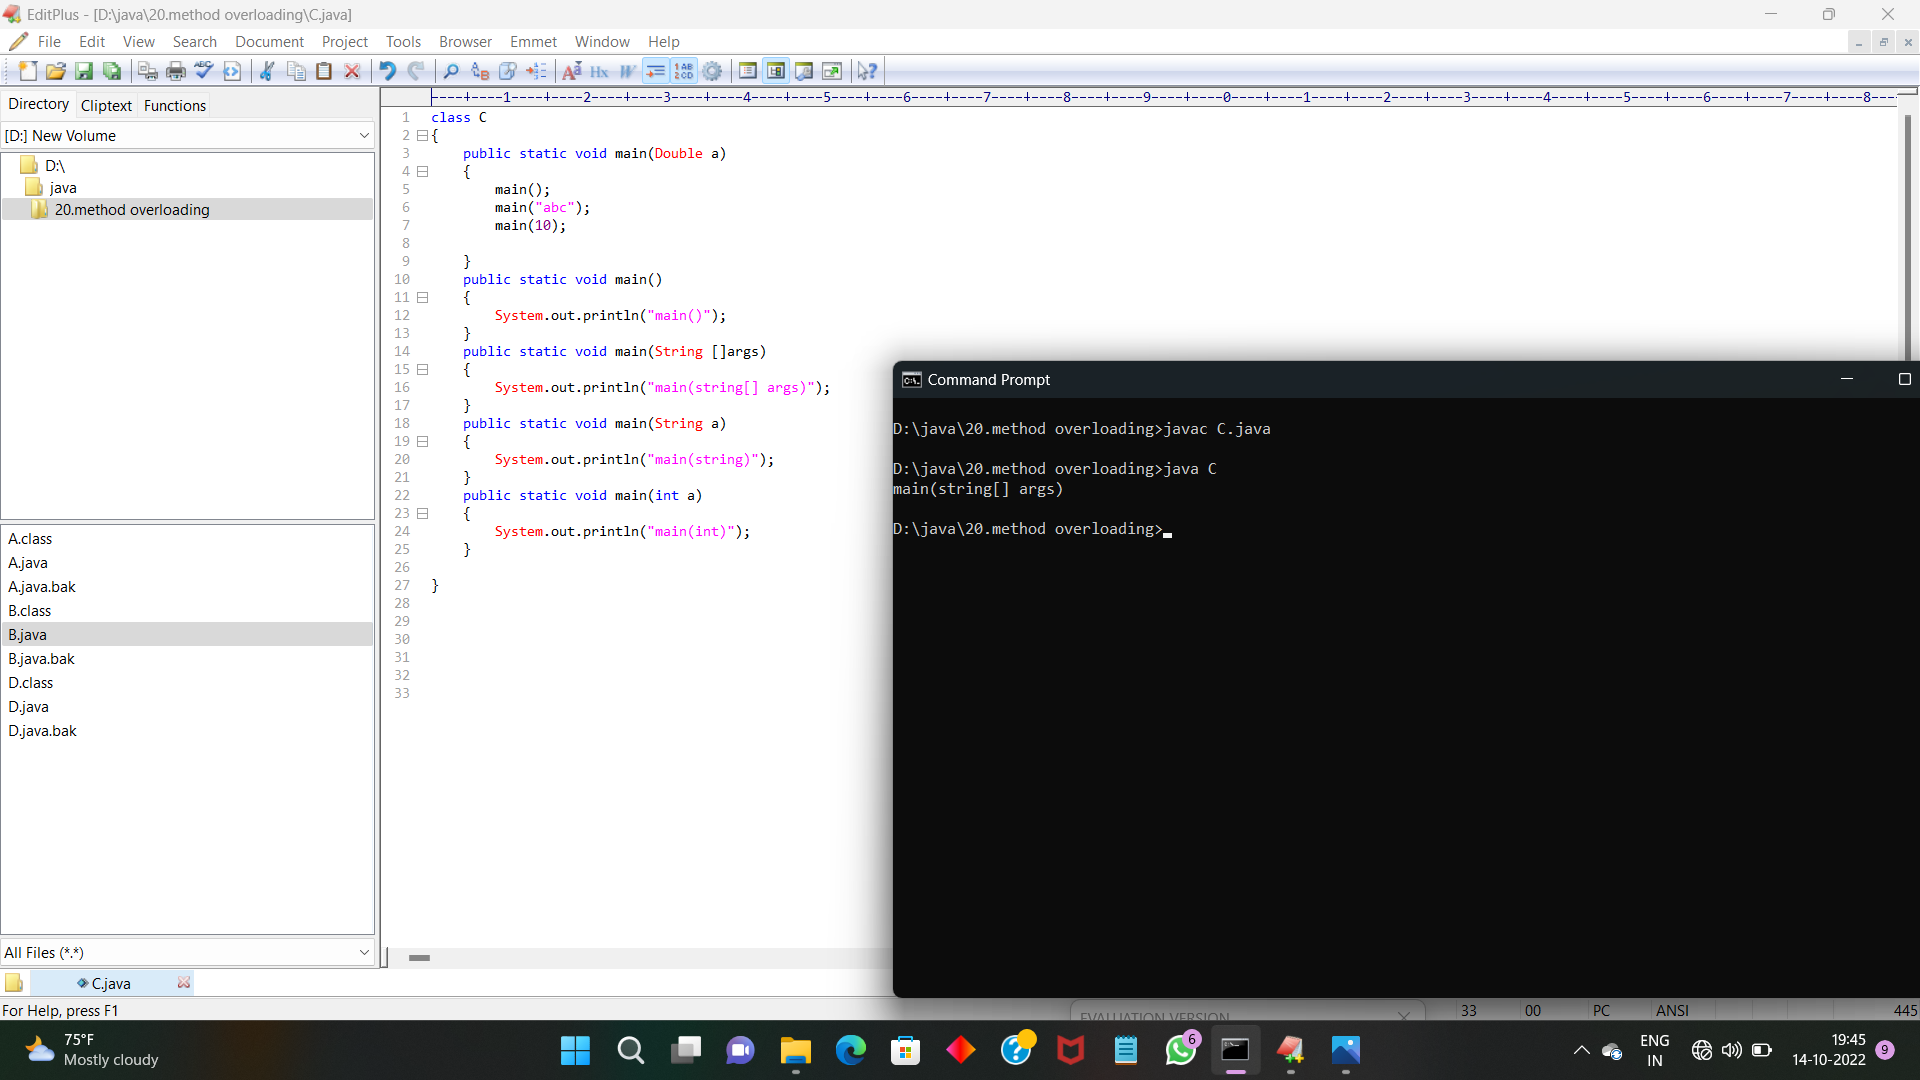 EditPlus - [D:\java\20.method overloading\C.java]
File Edit View Search Document Project Tools Browser Emmet Window Help
Directory Cliptext Functions
[D:] New Volume
D:\
java
20.method overloading
A.class
A.java
A.java.bak
B.class
B.java
B.java.bak
D.class
D.java
D.java.bak
All Files (*.*)
----+----1----+----2----+----3----+----4----+----5----+----6----+----7----+----8----+----9----+----0----+----1----+----2----+----3----+----4----+----5----+----6----+----7----+----8---
1 class C
2 {
3 public static void main(Double a)
4 {
5 main();
6 main("abc");
7 main(10);
8
9 }
10 public static void main()
11 {
12 System.out.println("main()");
13 }
14 public static void main(String []args)
15 {
16 System.out.println("main(string[] args)");
17 }
18 public static void main(String a)
19 {
20 System.out.println("main(string)");
21 }
22 public static void main(int a)
23 {
24 System.out.println("main(int)");
25 }
26
27 }
28
29
30
31
32
33
Command Prompt
D:\java\20.method overloading>javac C.java
D:\java\20.method overloading>java C
main(string[] args)
D:\java\20.method overloading>
C.java
For Help, press F1
EVALUATION VERSION
33 00 PC ANSI 445
75°F
Mostly cloudy
6
ENG
IN
19:45
14-10-2022
9